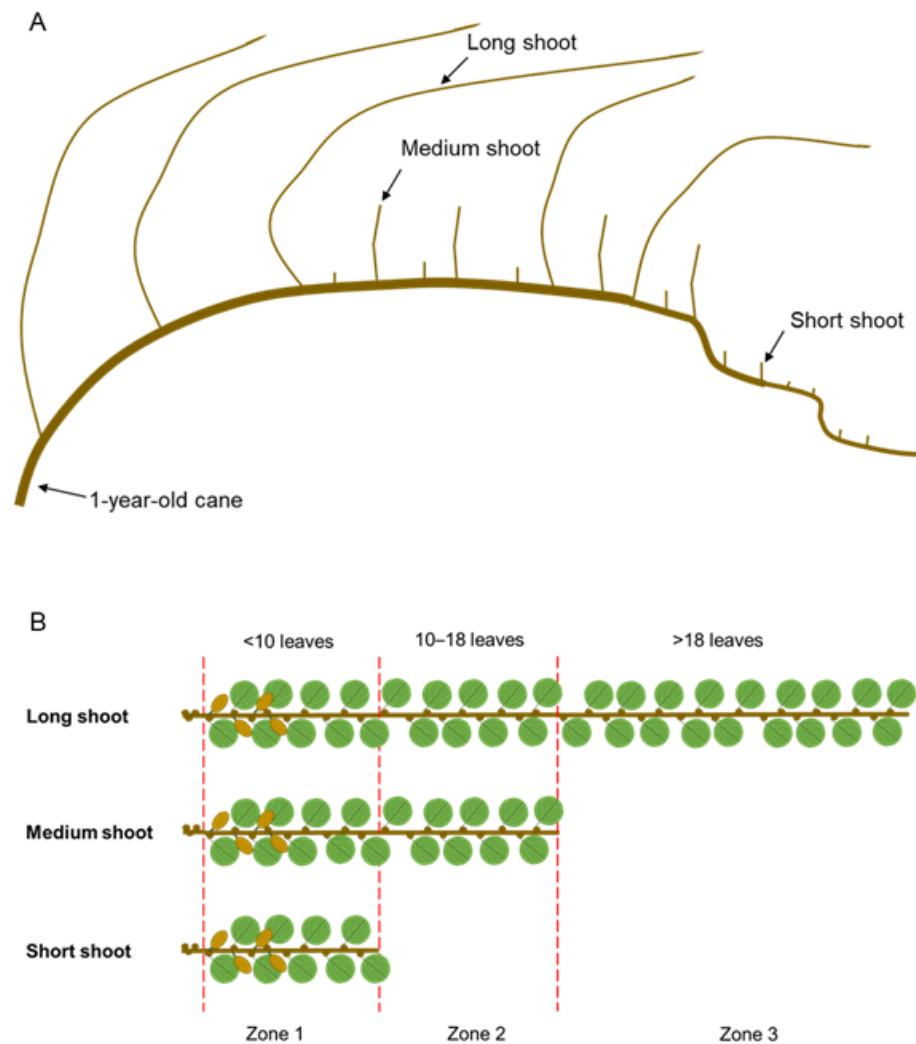 A
Long shoot
Medium shoot
Short shoot
1-year-old cane
B
<10 leaves 10–18 leaves >18 leaves
Long shoot
Medium shoot
Short shoot
Zone 1 Zone 2 Zone 3